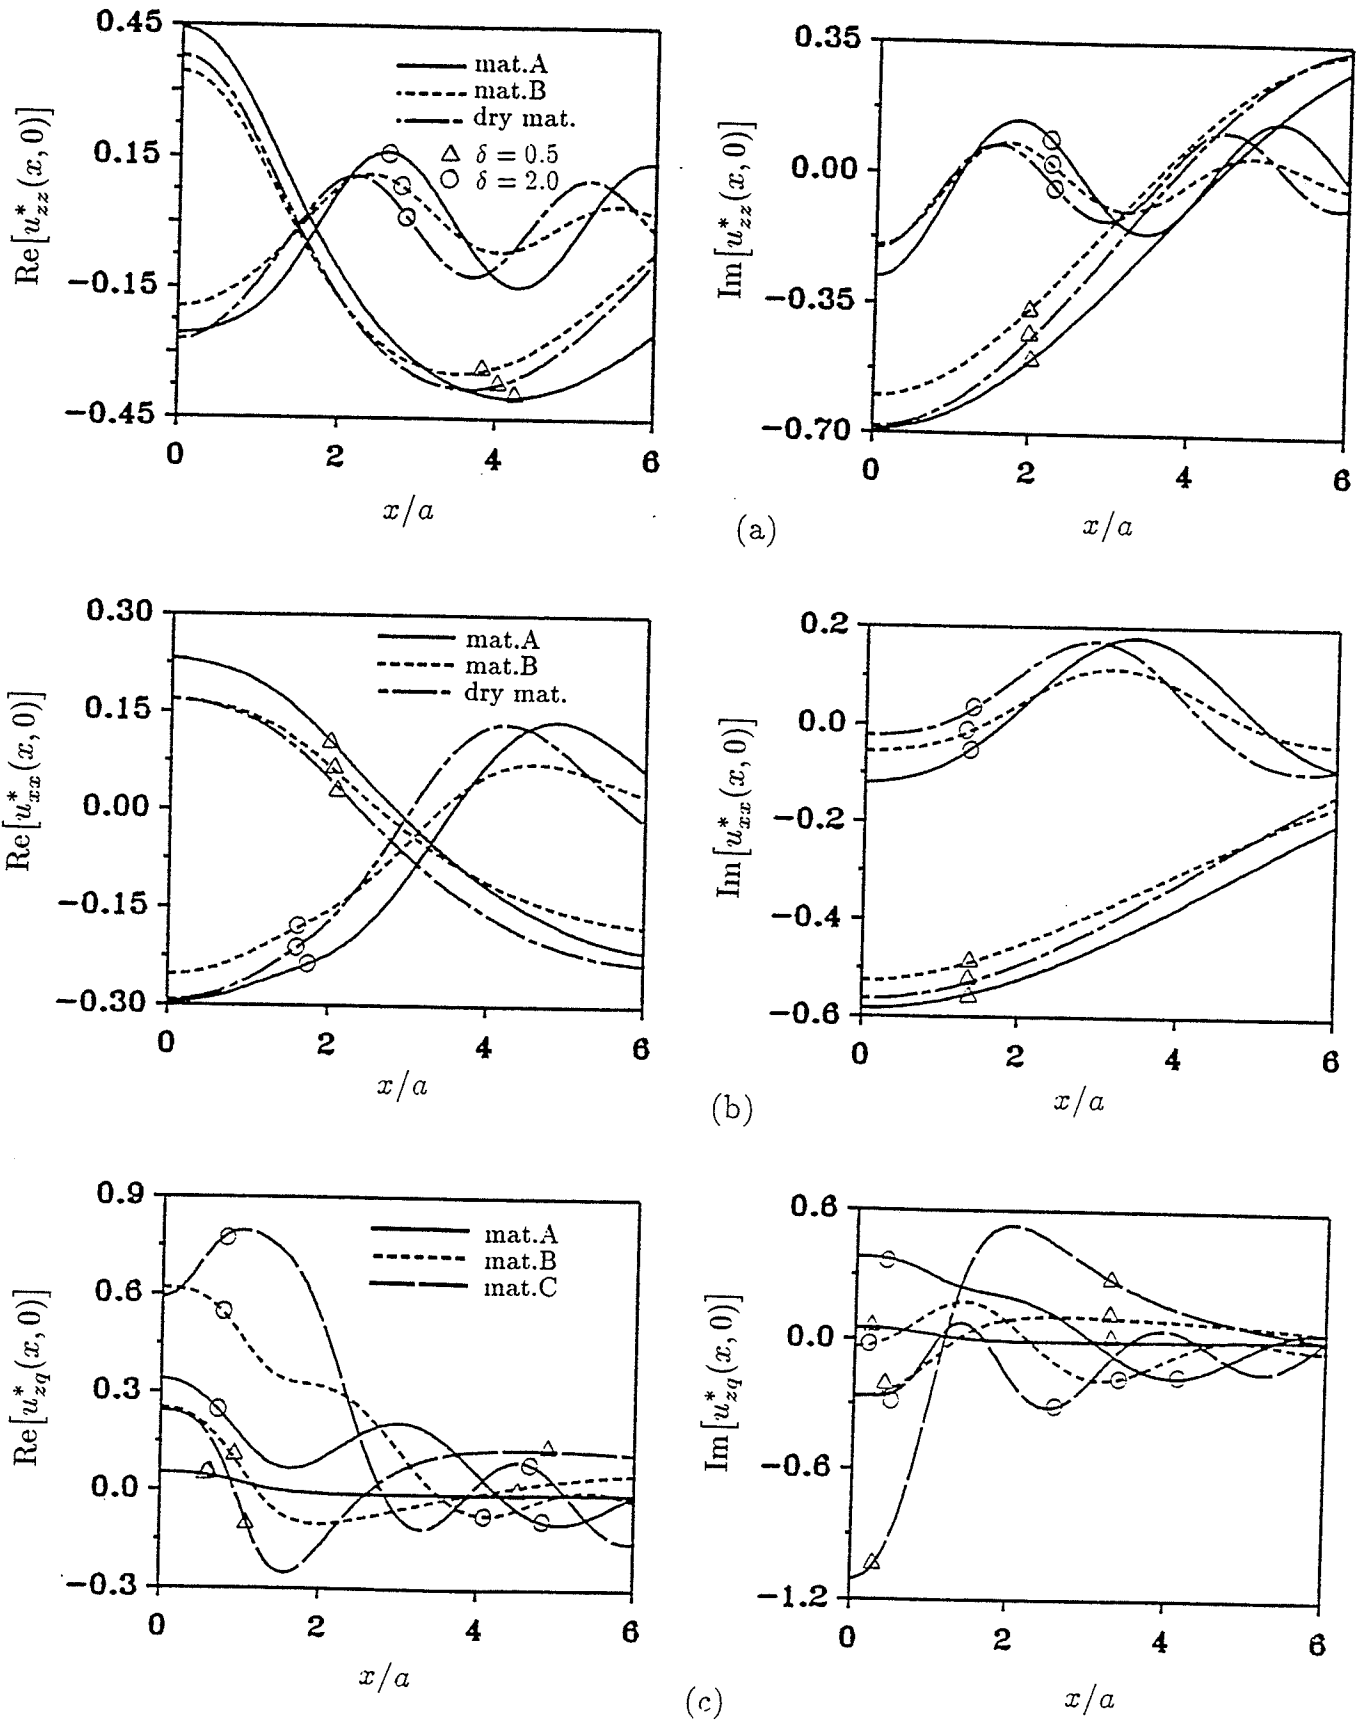 Re[u*zz(x, 0)]
0.45
0.15
−0.15
−0.45
mat.A
mat.B
dry mat.
△ δ = 0.5
○ δ = 2.0
0 2 4 6
x/a
Im[u*zz(x, 0)]
0.35
0.00
−0.35
−0.70
0 2 4 6
x/a
(a)
Re[u*xx(x, 0)]
0.30
0.15
0.00
−0.15
−0.30
mat.A
mat.B
dry mat.
0 2 4 6
x/a
Im[u*xx(x, 0)]
0.2
0.0
−0.2
−0.4
−0.6
0 2 4 6
x/a
(b)
Re[u*zq(x, 0)]
0.9
0.6
0.3
0.0
−0.3
mat.A
mat.B
mat.C
0 2 4 6
x/a
Im[u*zq(x, 0)]
0.6
0.0
−0.6
−1.2
0 2 4 6
x/a
(c)